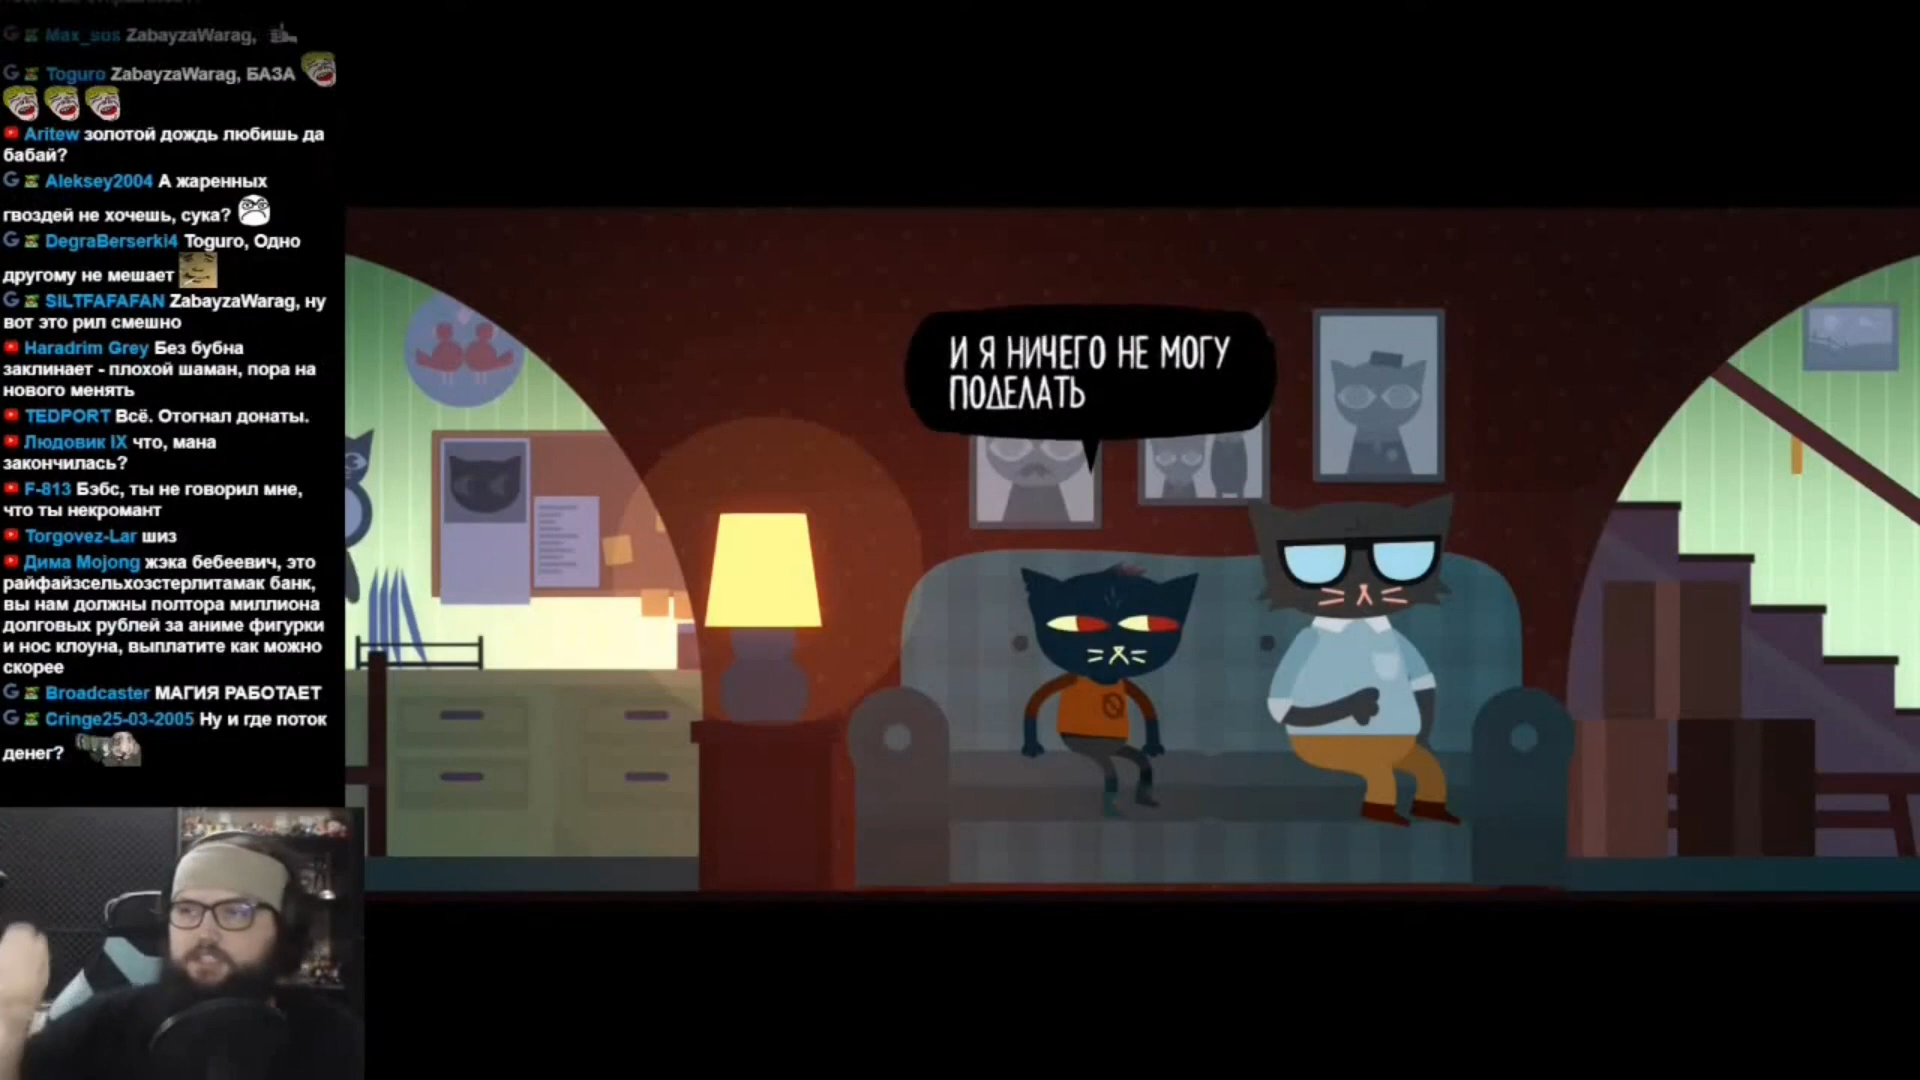 Max_sos ZabayzaWarag,
Toguro ZabayzaWarag, БАЗА
Aritew золотой дождь любишь да
бабай?
Aleksey2004 А жаренных
гвоздей не хочешь, сука?
DegraBerserki4 Toguro, Одно
другому не мешает
SILTFAFAFAN ZabayzaWarag, ну
вот это рил смешно
Haradrim Grey Без бубна
заклинает - плохой шаман, пора на
нового менять
TEDPORT Всё. Отогнал донаты.
Людовик IX что, мана
закончилась?
F-813 Бэбс, ты не говорил мне,
что ты некромант
Torgovez-Lar шиз
Дима Mojong жэка бебеевич, это
райфайзсельхозстерлитамак банк,
вы нам должны полтора миллиона
долговых рублей за аниме фигурки
и нос клоуна, выплатите как можно
скорее
Broadcaster МАГИЯ РАБОТАЕТ
Cringe25-03-2005 Ну и где поток
денег?
И Я НИЧЕГО НЕ МОГУ
ПОДЕЛАТЬ